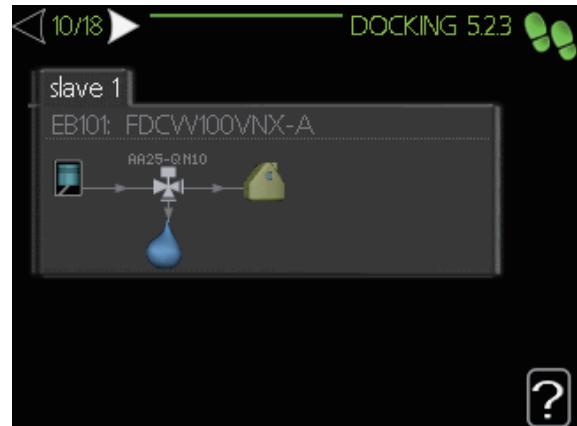 10/18
DOCKING 5.2.3
slave 1
EB101: FDCW100VNX-A
AA25-QN10
?